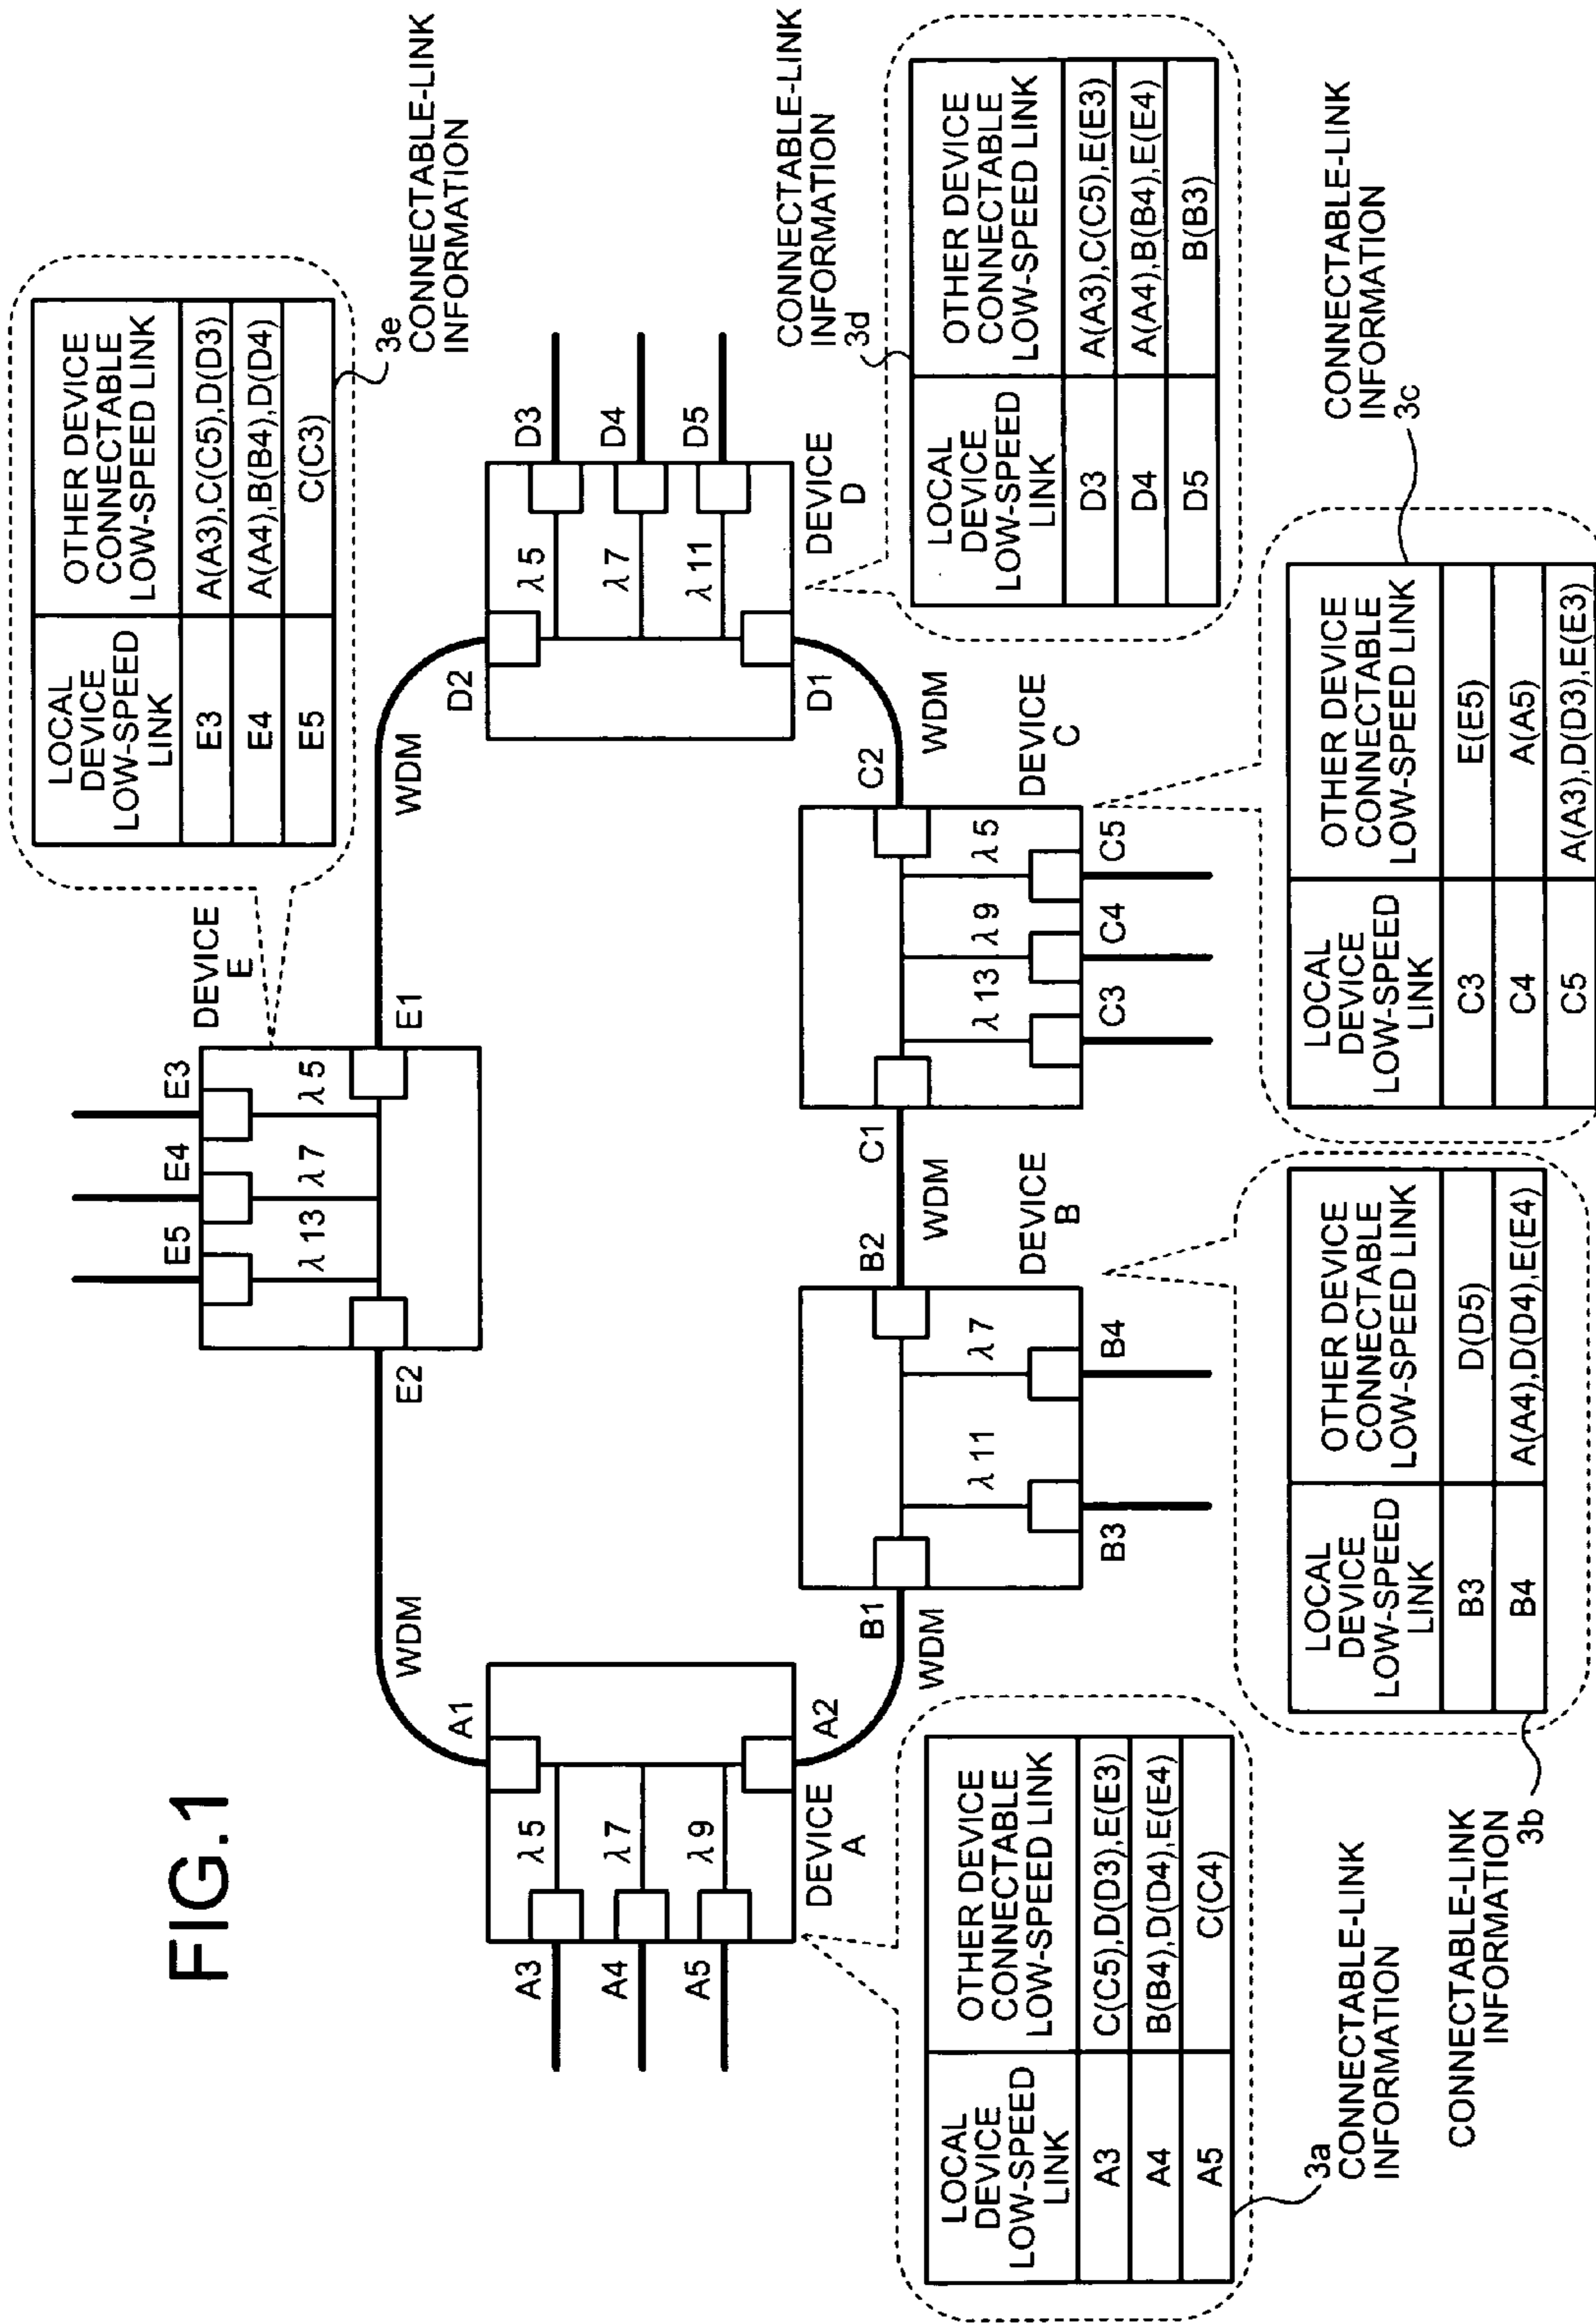 FIG.1
LOCAL
DEVICE
LOW-SPEED
LINK
OTHER DEVICE
CONNECTABLE
LOW-SPEED LINK
E3
A(A3),C(C5),D(D3)
E4
A(A4),B(B4),D(D4)
E5
C(C3)
3e
CONNECTABLE-LINK
INFORMATION
DEVICE
E
E5
E4
E3
λ13
λ7
λ5
E2
E1
WDM
WDM
A1
D2
A3
A4
A5
λ5
λ7
λ9
A2
DEVICE
A
λ5
λ7
λ11
D3
D4
D5
D1
DEVICE
D
B1
WDM
B2
WDM
C1
C2
WDM
λ11
λ7
B3
B4
DEVICE
B
λ13
λ9
λ5
C3
C4
C5
DEVICE
C
CONNECTABLE-LINK
INFORMATION
3d
LOCAL
DEVICE
LOW-SPEED
LINK
OTHER DEVICE
CONNECTABLE
LOW-SPEED LINK
D3
A(A3),C(C5),E(E3)
D4
A(A4),B(B4),E(E4)
D5
B(B3)
LOCAL
DEVICE
LOW-SPEED
LINK
OTHER DEVICE
CONNECTABLE
LOW-SPEED LINK
A3
C(C5),D(D3),E(E3)
A4
B(B4),D(D4),E(E4)
A5
C(C4)
3a
CONNECTABLE-LINK
INFORMATION
LOCAL
DEVICE
LOW-SPEED
LINK
OTHER DEVICE
CONNECTABLE
LOW-SPEED LINK
B3
D(D5)
B4
A(A4),D(D4),E(E4)
CONNECTABLE-LINK
INFORMATION
3b
LOCAL
DEVICE
LOW-SPEED
LINK
OTHER DEVICE
CONNECTABLE
LOW-SPEED LINK
C3
E(E5)
C4
A(A5)
C5
A(A3),D(D3),E(E3)
CONNECTABLE-LINK
INFORMATION
3c